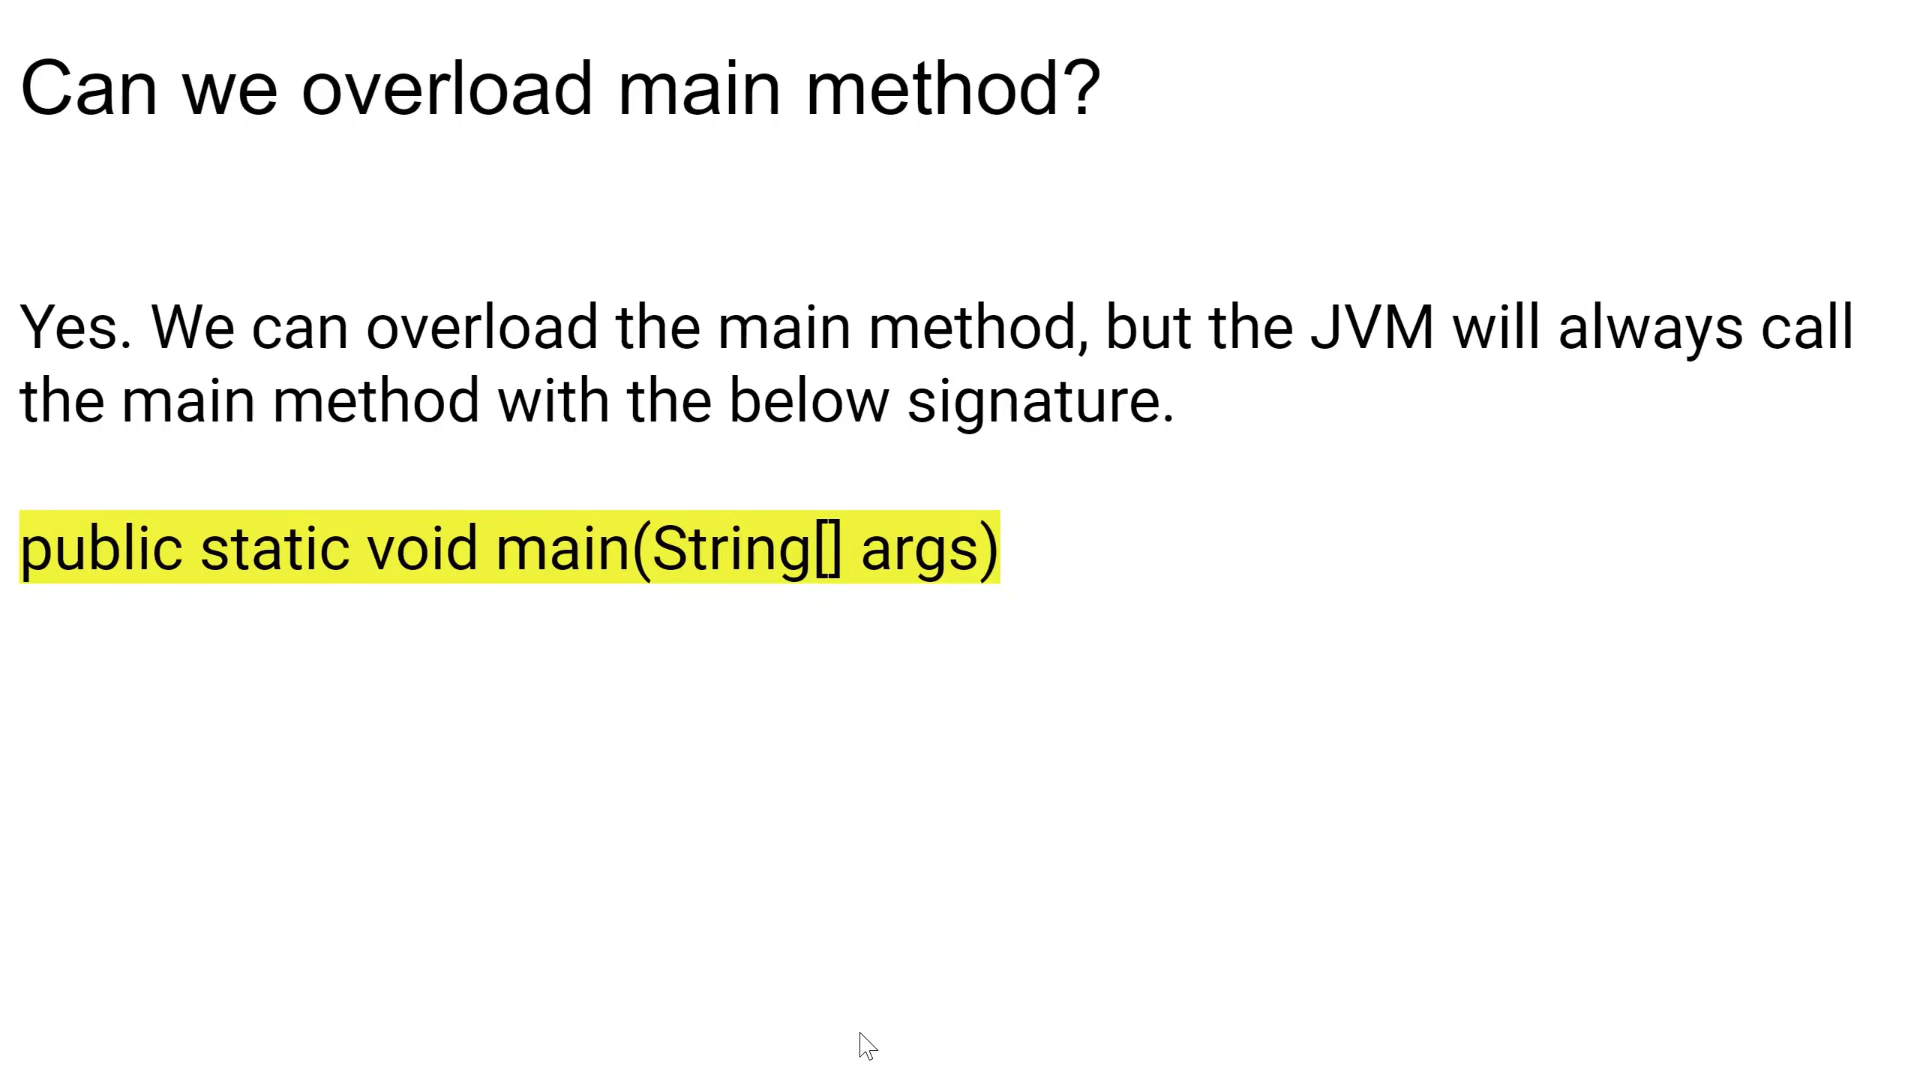 Can we overload main method?
Yes. We can overload the main method, but the JVM will always call
the main method with the below signature.
public static void main(String[] args)